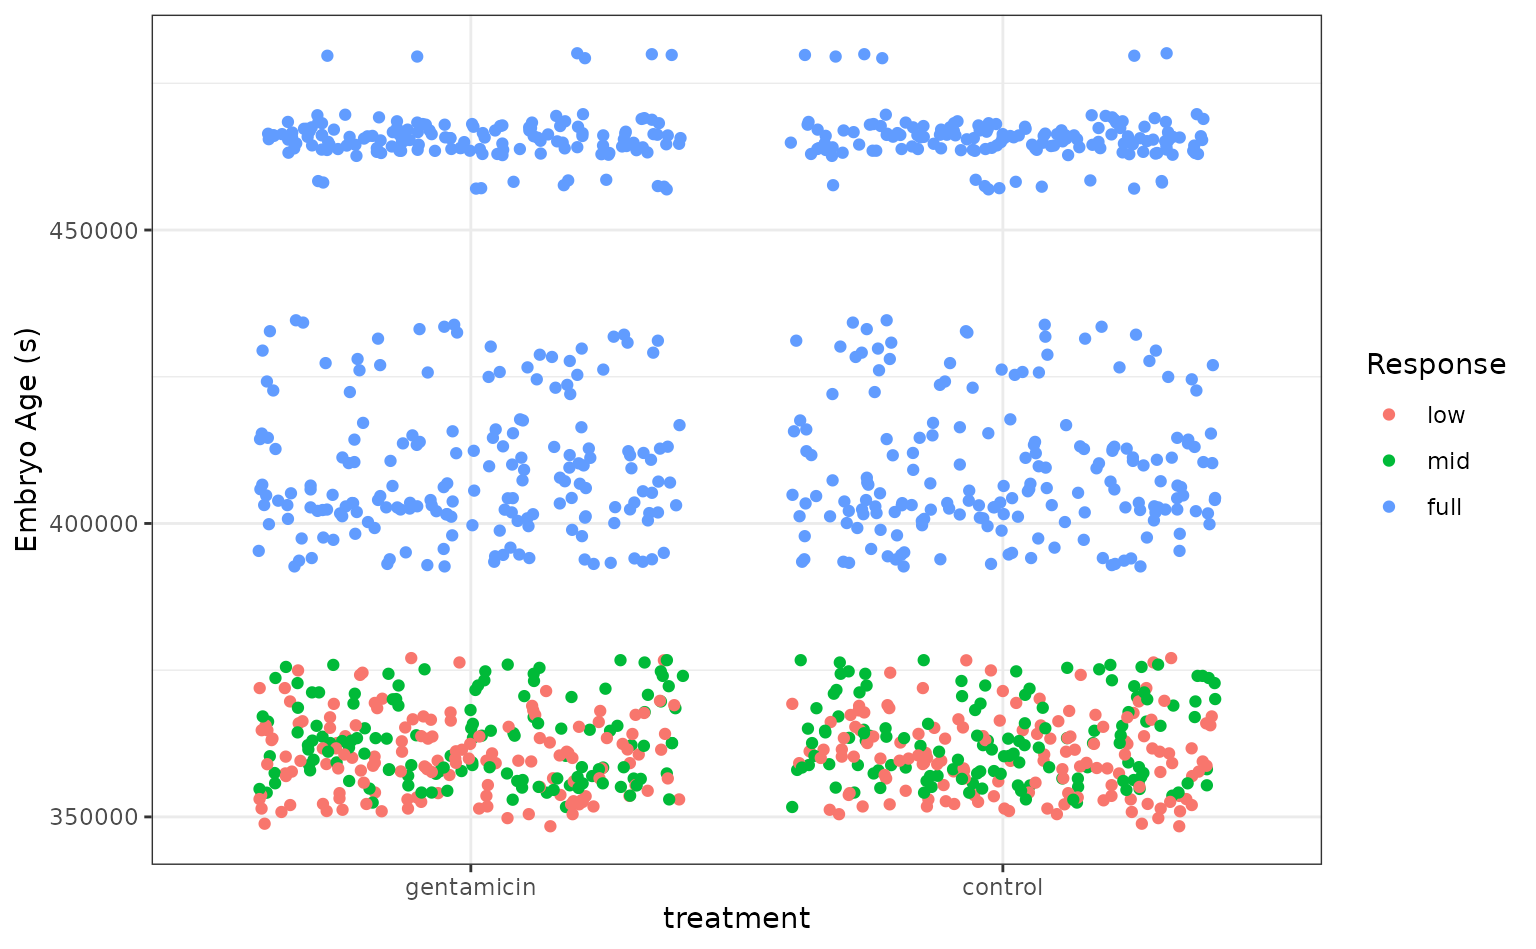 450000
400000
350000
Embryo Age (s)
gentamicin
control
treatment
Response
low
mid
full